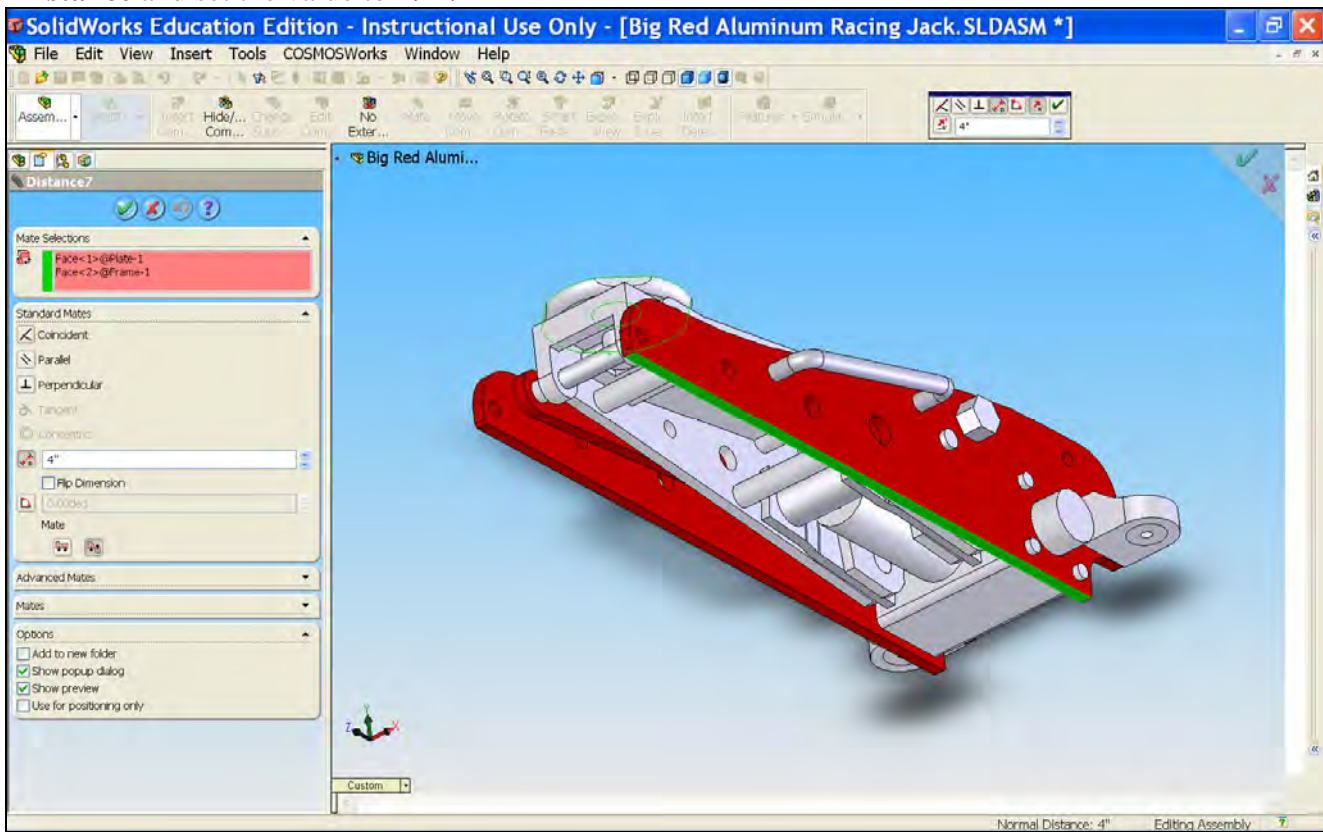 SolidWorks Education Edition - Instructional Use Only - [Big Red Aluminum Racing Jack.SLDASM *]
File Edit View Insert Tools COSMOSWorks Window Help
Assem... Hide/... No
Com... Exter...
4"
Big Red Alumi...
Distance7
Mate Selections
Face<1>@Plate-1
Face<2>@Frame-1
Standard Mates
Coincident
Parallel
Perpendicular
Tangent
Concentric
4"
Flip Dimension
0.00deg
Mate
Advanced Mates
Mates
Options
Add to new folder
Show popup dialog
Show preview
Use for positioning only
Y
Z X
Custom
Normal Distance: 4" Editing Assembly